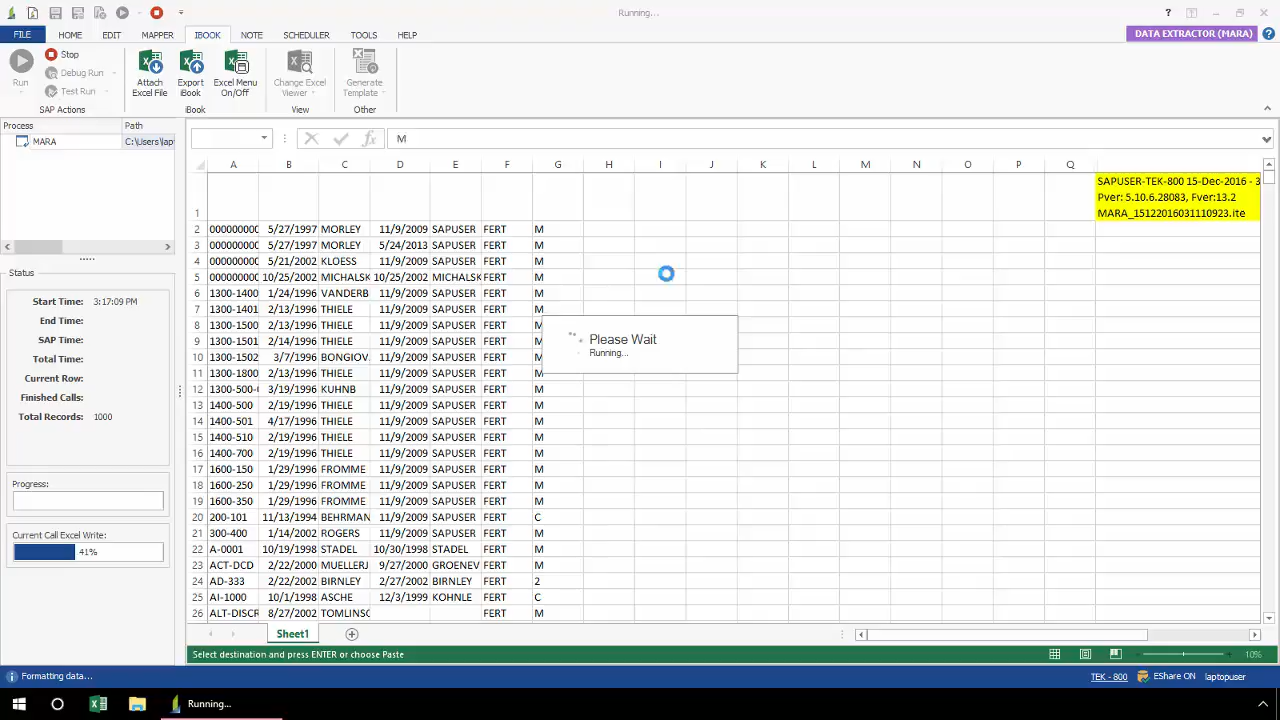 Running...
FILE HOME EDIT MAPPER IBOOK NOTE SCHEDULER TOOLS HELP
DATA EXTRACTOR (MARA)
Run
Stop
Debug Run
Test Run
SAP Actions
Attach Excel File
Export iBook
Excel Menu On/Off
iBook
Change Excel Viewer
View
Generate Template
Other
Process Path
MARA C:\Users\lapt
Status
Start Time: 3:17:09 PM
End Time:
SAP Time:
Total Time:
Current Row:
Finished Calls:
Total Records: 1000
Progress:
Current Call Excel Write:
41%
fx M
A B C D E F G H I J K L M N O P Q
1
SAPUSER-TEK-800 15-Dec-2016 - 3
Pver: 5.10.6.28083, Fver:13.2
MARA_15122016031110923.ite
2 000000000 5/27/1997 MORLEY 11/9/2009 SAPUSER FERT M
3 000000000 5/27/1997 MORLEY 5/24/2013 SAPUSER FERT M
4 000000000 5/21/2002 KLOESS 11/9/2009 SAPUSER FERT M
5 000000000 10/25/2002 MICHALSK 10/25/2002 MICHALSK FERT M
6 1300-1400 1/24/1996 VANDERB 11/9/2009 SAPUSER FERT M
7 1300-1401 2/13/1996 THIELE 11/9/2009 SAPUSER FERT M
8 1300-1500 2/13/1996 THIELE 11/9/2009 SAPUSER FERT M
9 1300-1501 2/14/1996 THIELE 11/9/2009 SAPUSER FERT M
10 1300-1502 3/7/1996 BONGIOV 11/9/2009 SAPUSER FERT M
11 1300-1800 2/13/1996 THIELE 11/9/2009 SAPUSER FERT M
12 1300-500- 3/19/1996 KUHNB 11/9/2009 SAPUSER FERT M
13 1400-500 2/19/1996 THIELE 11/9/2009 SAPUSER FERT M
14 1400-501 4/17/1996 THIELE 11/9/2009 SAPUSER FERT M
15 1400-510 2/19/1996 THIELE 11/9/2009 SAPUSER FERT M
16 1400-700 2/19/1996 THIELE 11/9/2009 SAPUSER FERT M
17 1600-150 1/29/1996 FROMME 11/9/2009 SAPUSER FERT M
18 1600-250 1/29/1996 FROMME 11/9/2009 SAPUSER FERT M
19 1600-350 1/29/1996 FROMME 11/9/2009 SAPUSER FERT M
20 200-101 11/13/1994 BEHRMAN 11/9/2009 SAPUSER FERT C
21 300-400 1/14/2002 ROGERS 11/9/2009 SAPUSER FERT M
22 A-0001 10/19/1998 STADEL 10/30/1998 STADEL FERT M
23 ACT-DCD 2/22/2000 MUELLERJ 9/27/2000 GROENEV FERT M
24 AD-333 2/22/2002 BIRNLEY 2/27/2002 BIRNLEY FERT 2
25 AI-1000 10/1/1998 ASCHE 12/3/1999 KOHNLE FERT C
26 ALT-DISCR 8/27/2002 TOMLINSC FERT M
Please Wait
Running...
Sheet1
Select destination and press ENTER or choose Paste
10%
Formatting data...
TEK - 800 EShare ON laptopuser
Running...